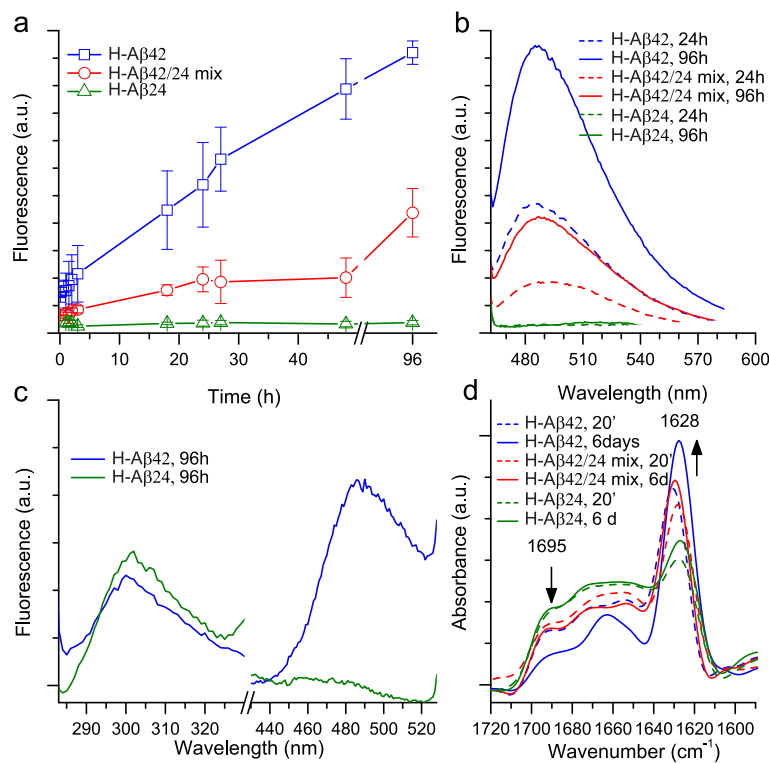 a
Fluorescence (a.u.)
H-Aβ42
H-Aβ42/24 mix
H-Aβ24
0 10 20 30 40 96
Time (h)
b
Fluorescence (a.u.)
H-Aβ42, 24h
H-Aβ42, 96h
H-Aβ42/24 mix, 24h
H-Aβ42/24 mix, 96h
H-Aβ24, 24h
H-Aβ24, 96h
480 510 540 570 600
Wavelength (nm)
c
Fluorescence (a.u.)
H-Aβ42, 96h
H-Aβ24, 96h
290 300 310 320 440 460 480 500 520
Wavelength (nm)
d
Absorbance (a.u.)
H-Aβ42, 20'
H-Aβ42, 6days
H-Aβ42/24 mix, 20'
H-Aβ42/24 mix, 6d
H-Aβ24, 20'
H-Aβ24, 6 d
1628
1695
1720 1700 1680 1660 1640 1620 1600
Wavenumber (cm⁻¹)